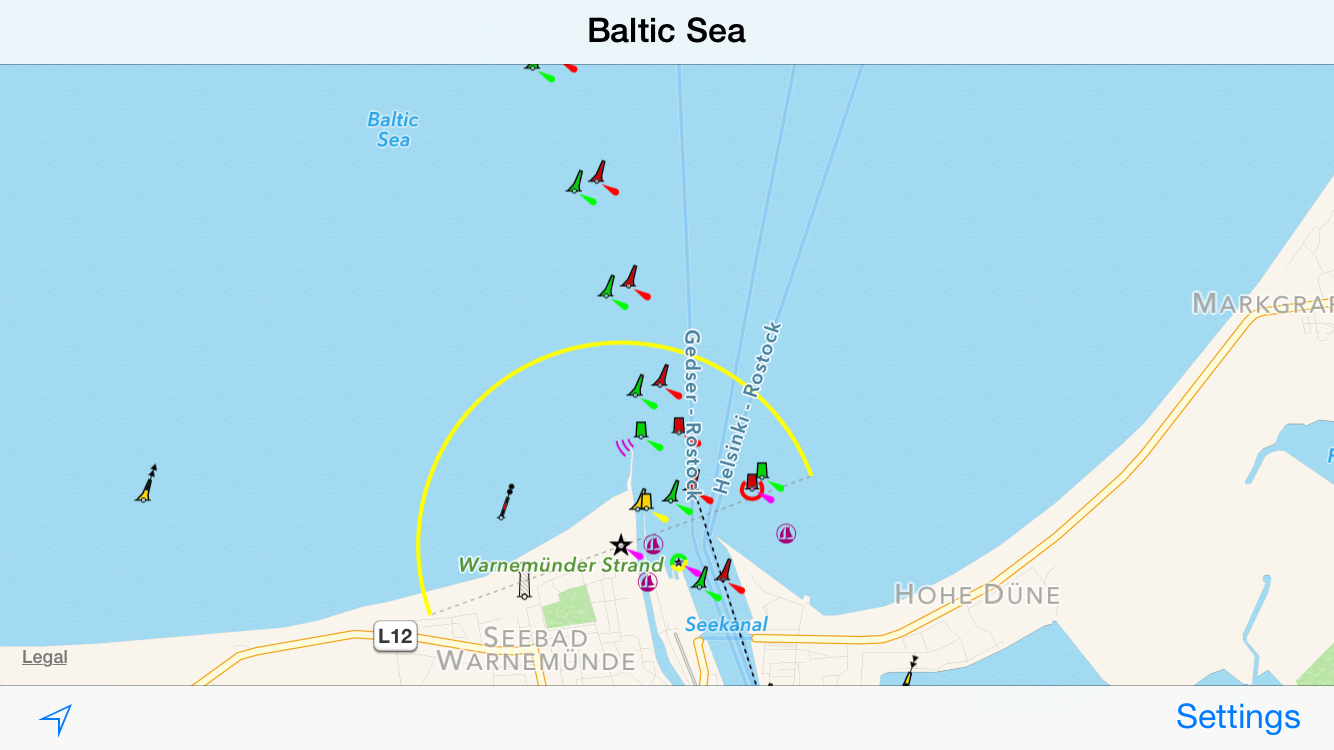 Baltic Sea
Baltic
Sea
MARKGRAF
Gedser - Rostock
Helsinki - Rostock
Warnemünder Strand
HOHE DÜNE
Seekanal
L12
SEEBAD
WARNEMÜNDE
Legal
Settings